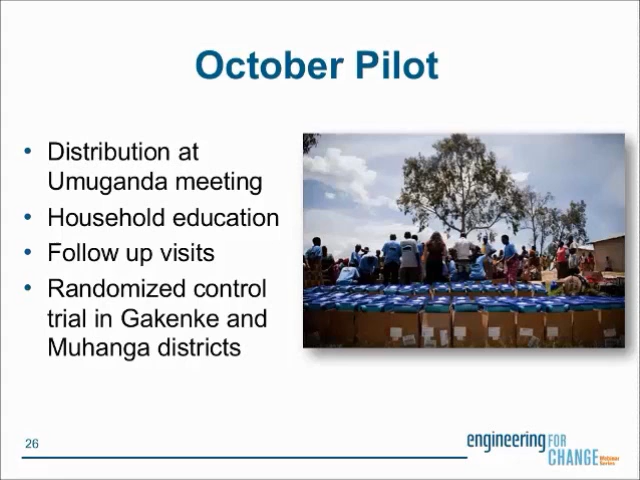 October Pilot
• Distribution at
Umuganda meeting
• Household education
• Follow up visits
• Randomized control
trial in Gakenke and
Muhanga districts
26
engineering FOR
CHANGE Webinar
Series